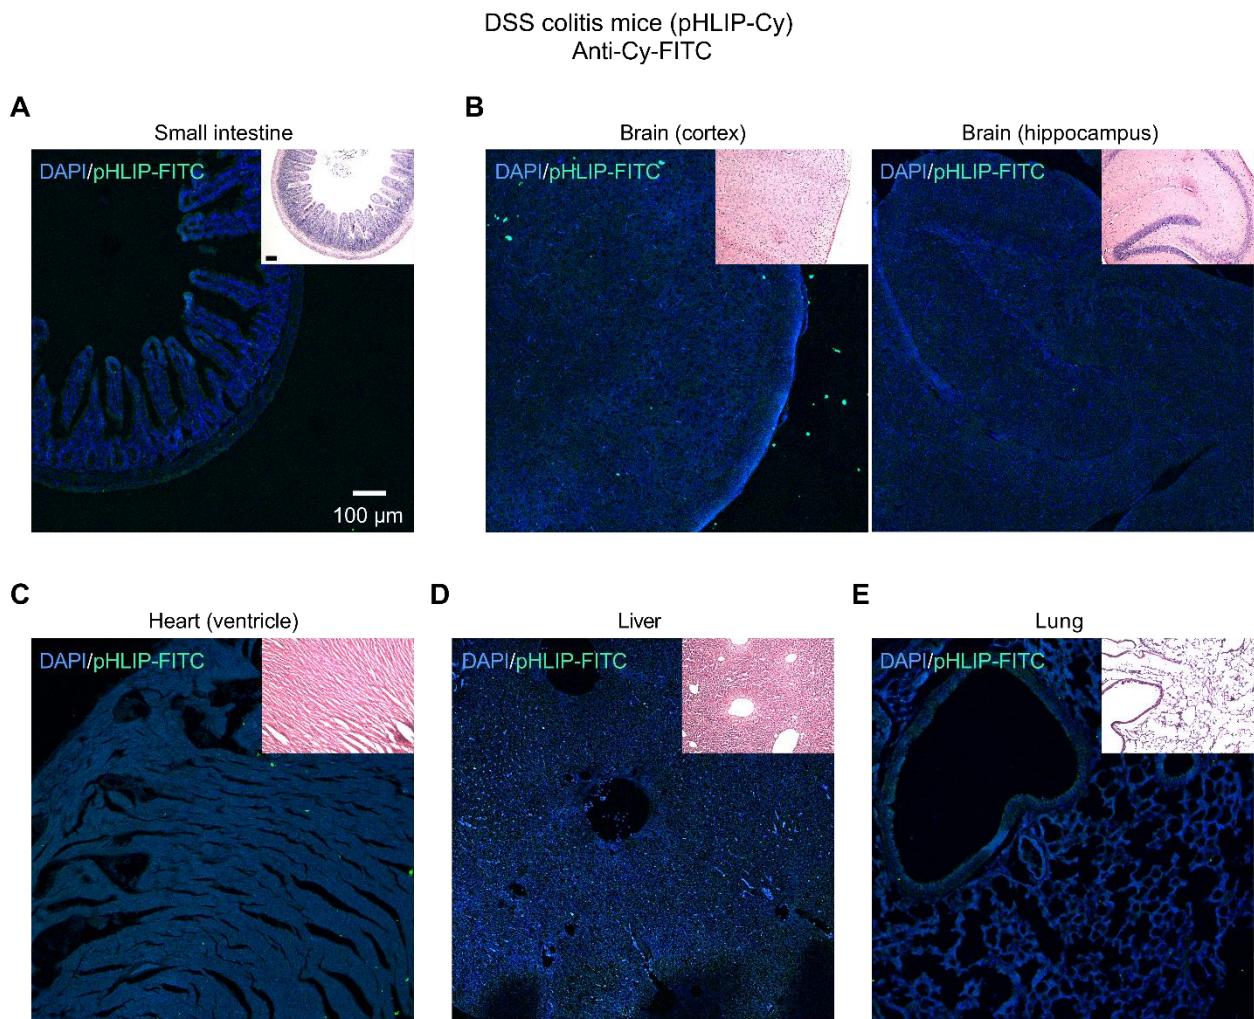 DSS colitis mice (pHLIP-Cy)
Anti-Cy-FITC
A
Small intestine
DAPI/pHLIP-FITC
100 µm
B
Brain (cortex)
DAPI/pHLIP-FITC
Brain (hippocampus)
DAPI/pHLIP-FITC
C
Heart (ventricle)
DAPI/pHLIP-FITC
D
Liver
DAPI/pHLIP-FITC
E
Lung
DAPI/pHLIP-FITC